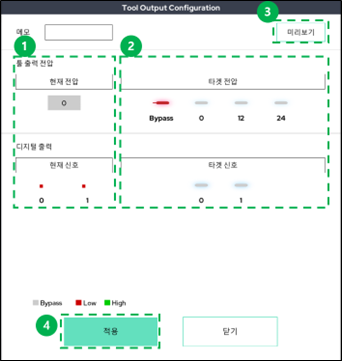 Tool Output Configuration
3
메모
미리보기
1
2
툴 출력 전압
현재 전압
타겟 전압
0
Bypass
0
12
24
디지털 출력
현재 신호
타겟 신호
0
1
0
1
Bypass
Low
High
4
적용
닫기